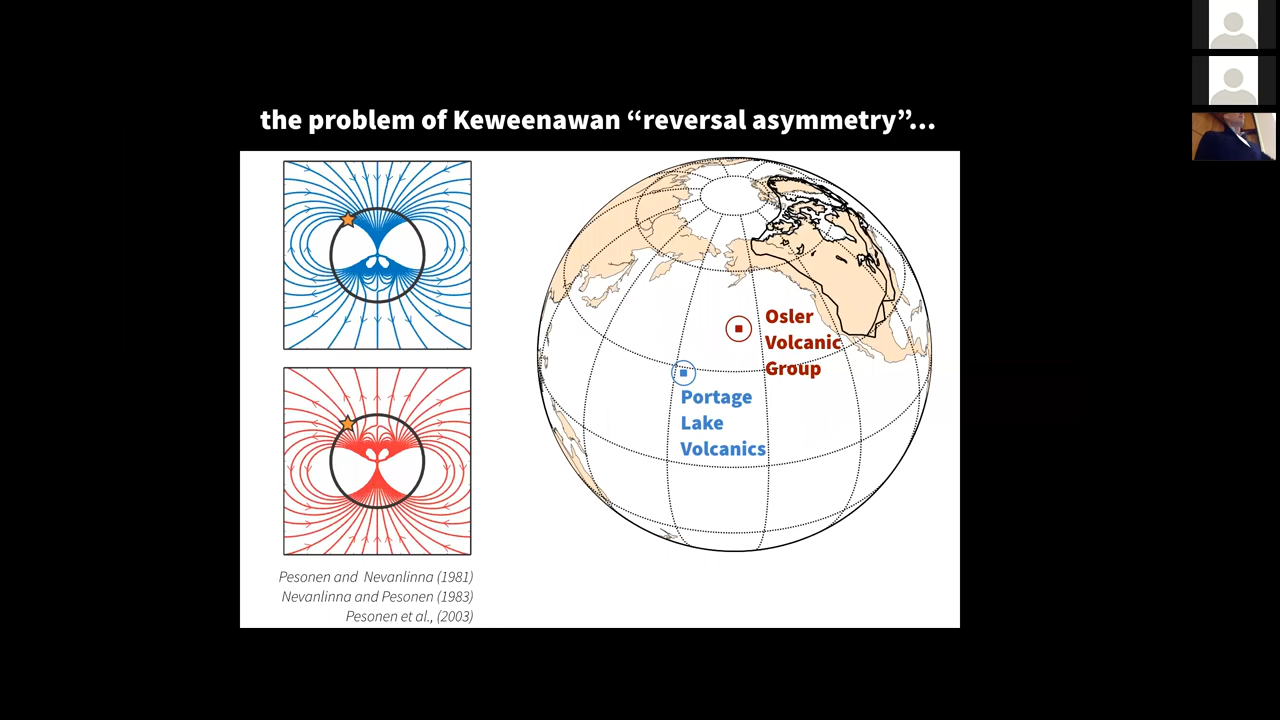 the problem of Keweenawan “reversal asymmetry”...
Osler
Volcanic
Group
Portage
Lake
Volcanics
Pesonen and Nevanlinna (1981)
Nevanlinna and Pesonen (1983)
Pesonen et al., (2003)